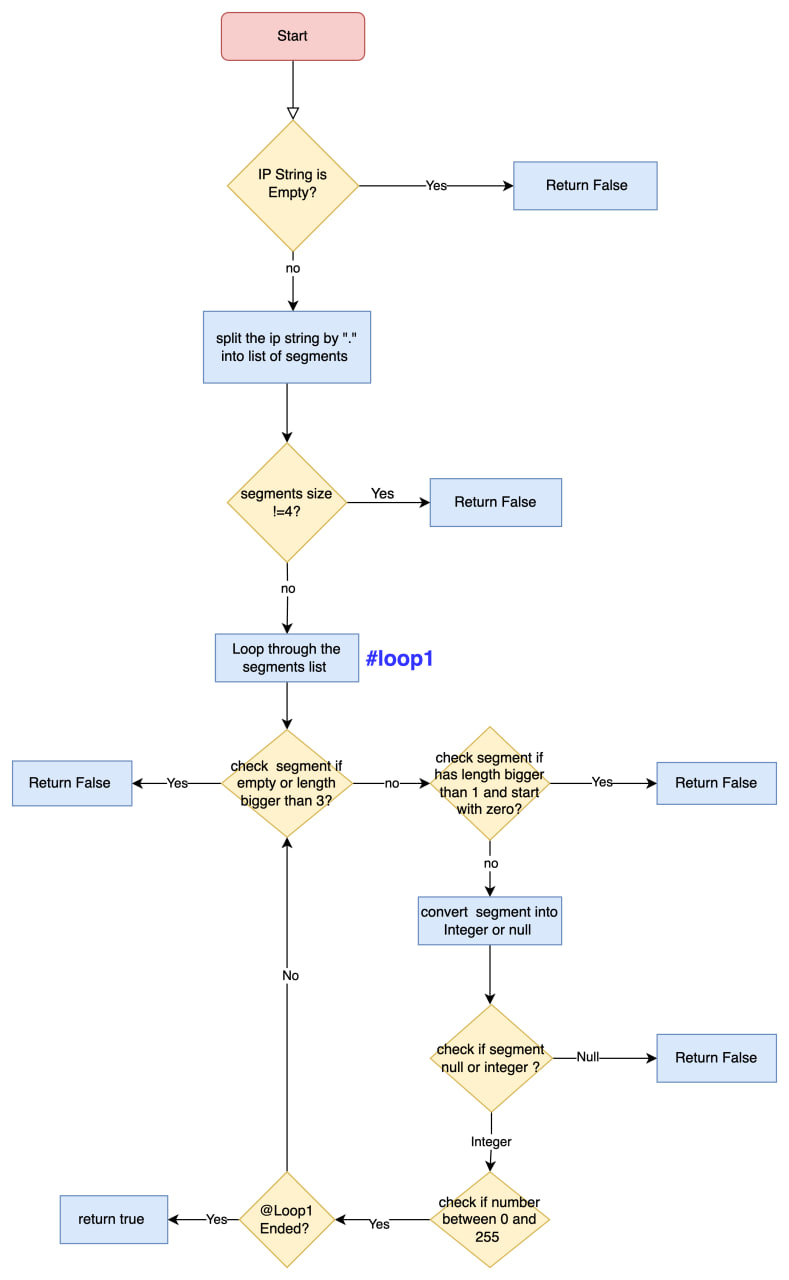 Start
IP String is
Empty?
Yes
Return False
no
split the ip string by "."
into list of segments
segments size
!=4?
Yes
Return False
no
Loop through the
segments list
#loop1
check segment if
empty or length
bigger than 3?
Yes
Return False
no
check segment if
has length bigger
than 1 and start
with zero?
Yes
Return False
no
convert segment into
Integer or null
check if segment
null or integer ?
Null
Return False
Integer
check if number
between 0 and
255
Yes
@Loop1
Ended?
No
Yes
return true